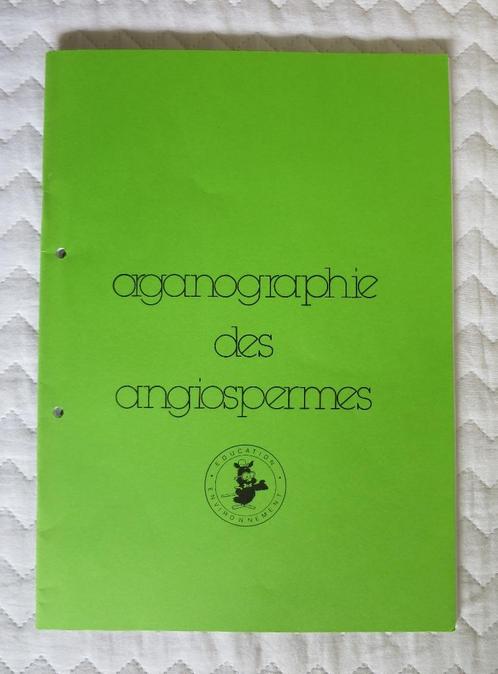 organographie
des
angiospermes
EDUCATION
ENVIRONNEMENT